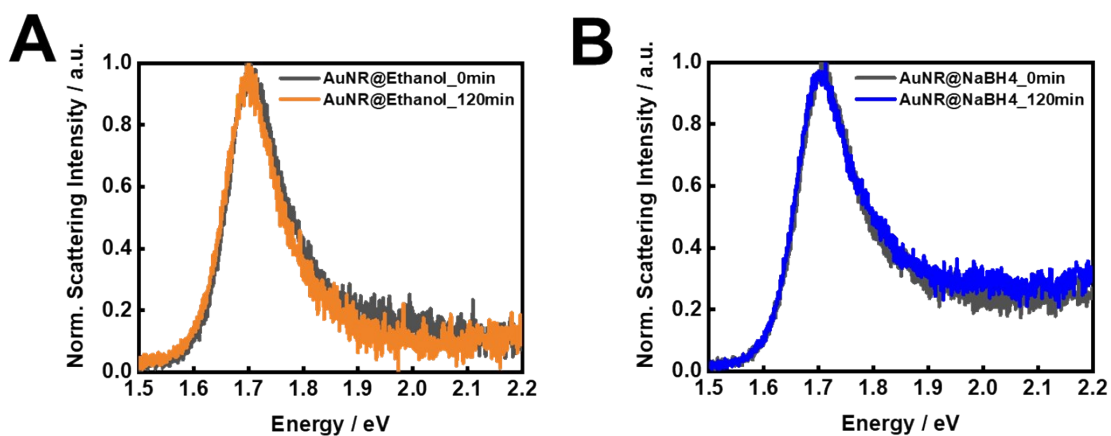 A
Norm. Scattering Intensity / a.u.
1.0
0.8
0.6
0.4
0.2
0.0
AuNR@Ethanol_0min
AuNR@Ethanol_120min
1.5 1.6 1.7 1.8 1.9 2.0 2.1 2.2
Energy / eV
B
Norm. Scattering Intensity / a.u.
1.0
0.8
0.6
0.4
0.2
0.0
AuNR@NaBH4_0min
AuNR@NaBH4_120min
1.5 1.6 1.7 1.8 1.9 2.0 2.1 2.2
Energy / eV